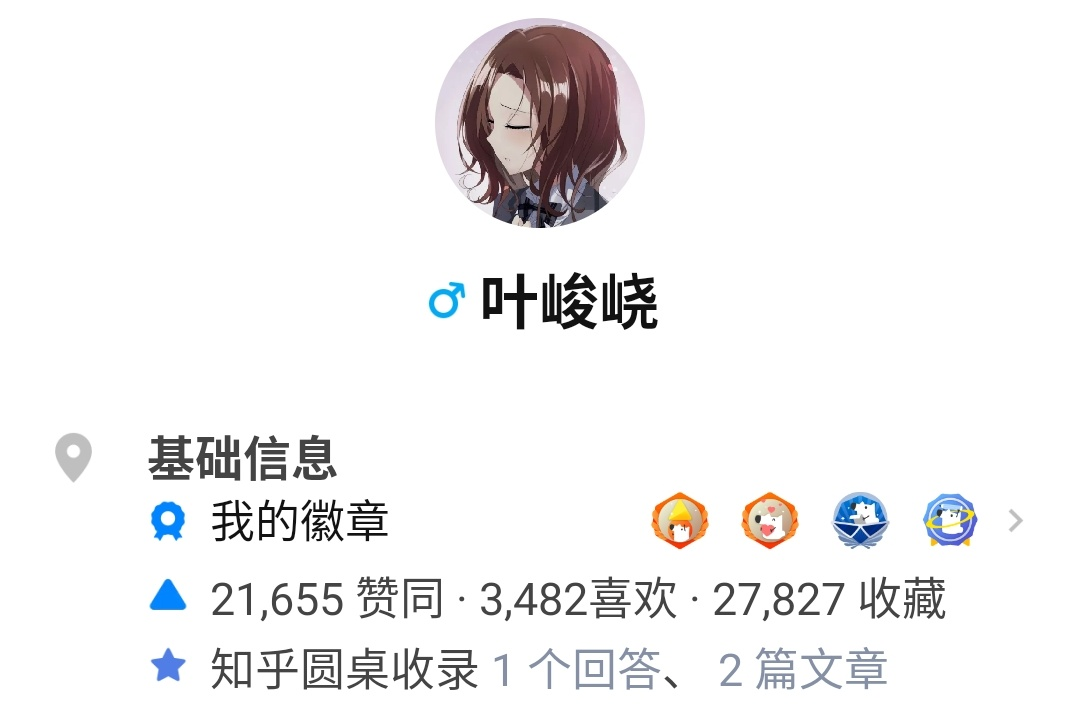 叶峻峣
基础信息
我的徽章
21,655 赞同 · 3,482喜欢 · 27,827 收藏
知乎圆桌收录 1 个回答、 2 篇文章